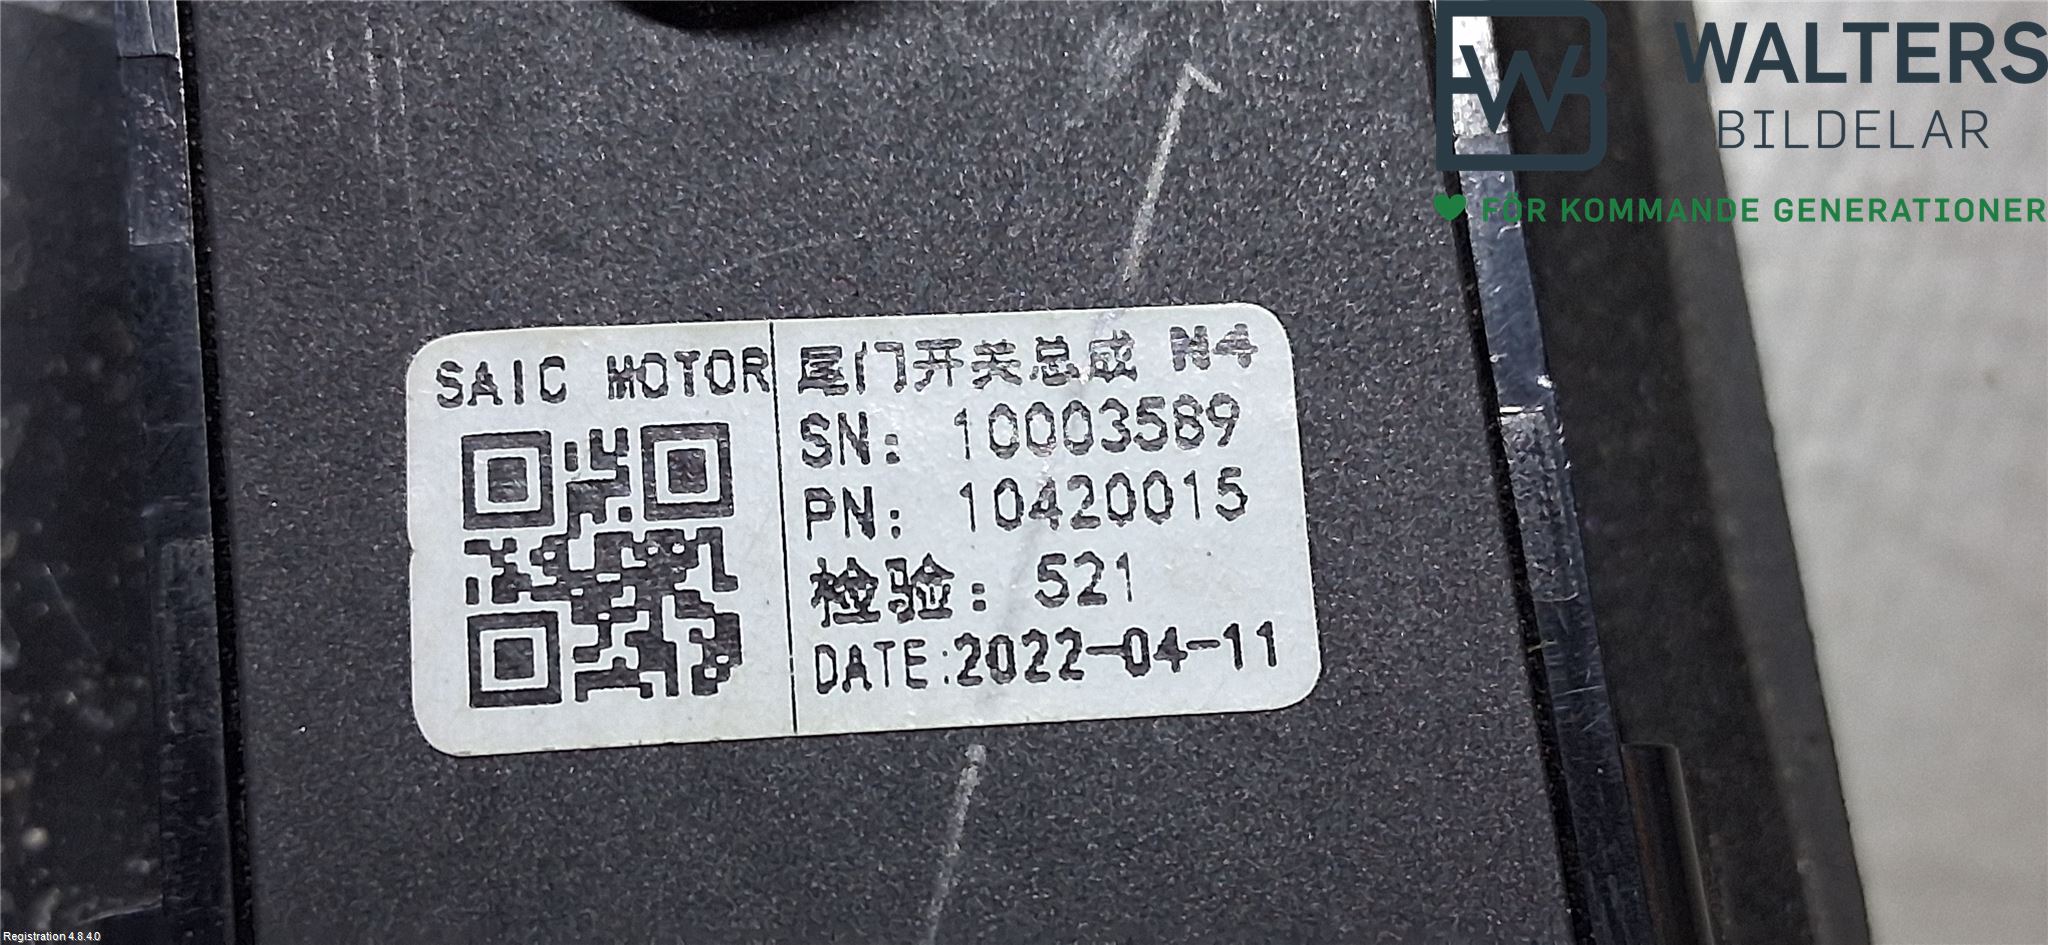 WALTERS
BILDELAR
FÖR KOMMANDE GENERATIONER
SAIC MOTOR
尾门开关总成 N4
SN: 10003589
PN: 10420015
检验: 521
DATE:2022-04-11
Registration 4.8.4.0